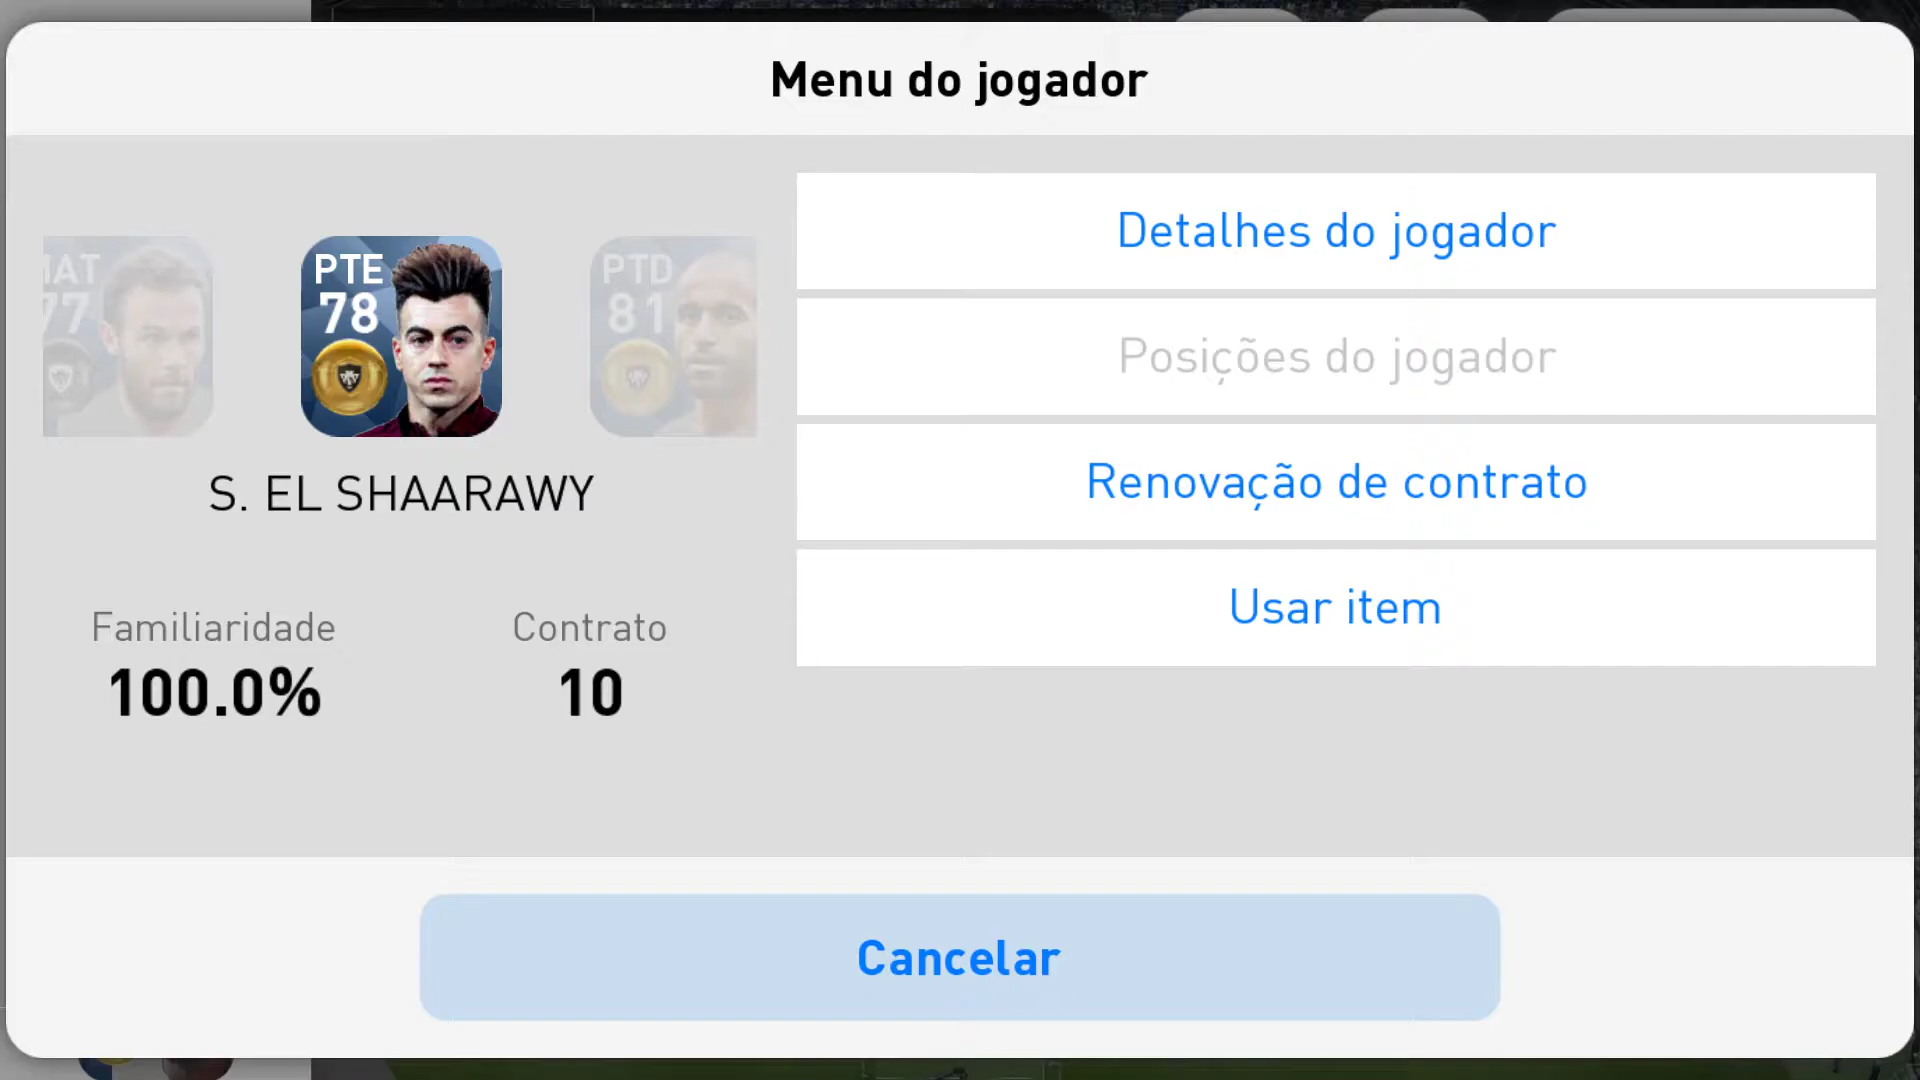 Menu do jogador
77
PTE
78
PTD
81
S. EL SHAARAWY
Familiaridade
Contrato
100.0%
10
Detalhes do jogador
Posições do jogador
Renovação de contrato
Usar item
Cancelar